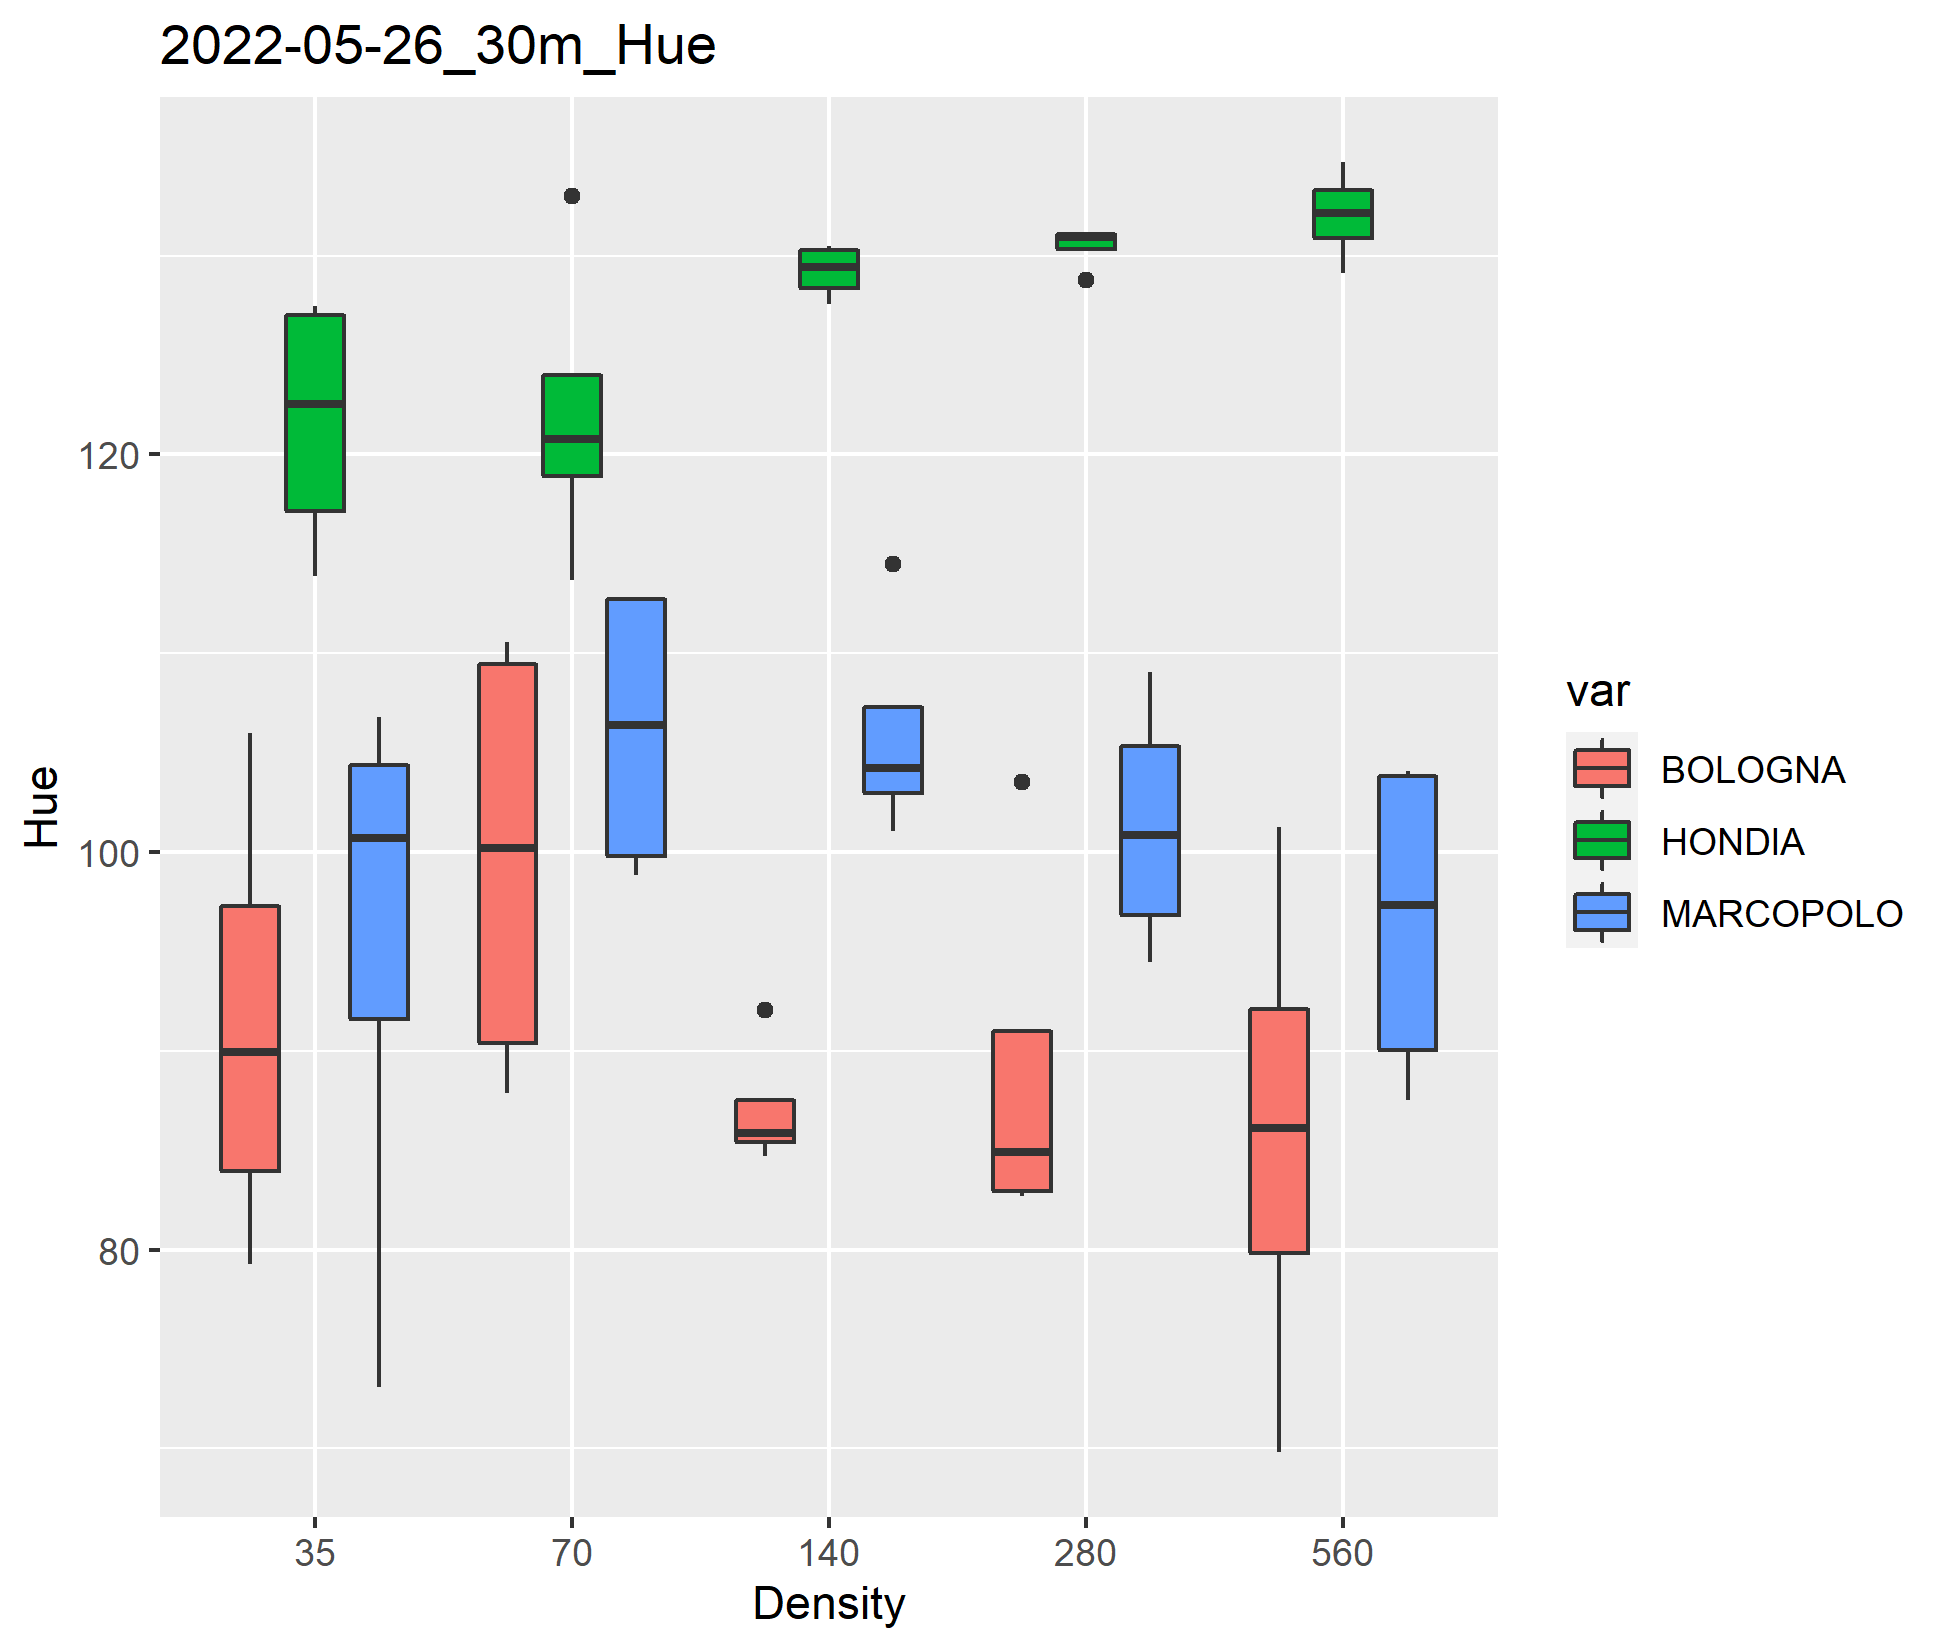 2022-05-26_30m_Hue
Hue
120
100
80
35 70 140 280 560
Density
var
BOLOGNA
HONDIA
MARCOPOLO